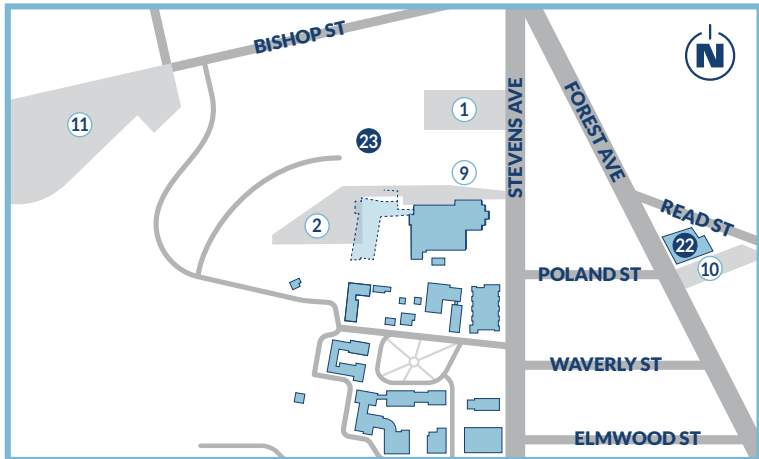 BISHOP ST
N
11
1
STEVENS AVE
FOREST AVE
23
9
READ ST
2
22
10
POLAND ST
WAVERLY ST
ELMWOOD ST